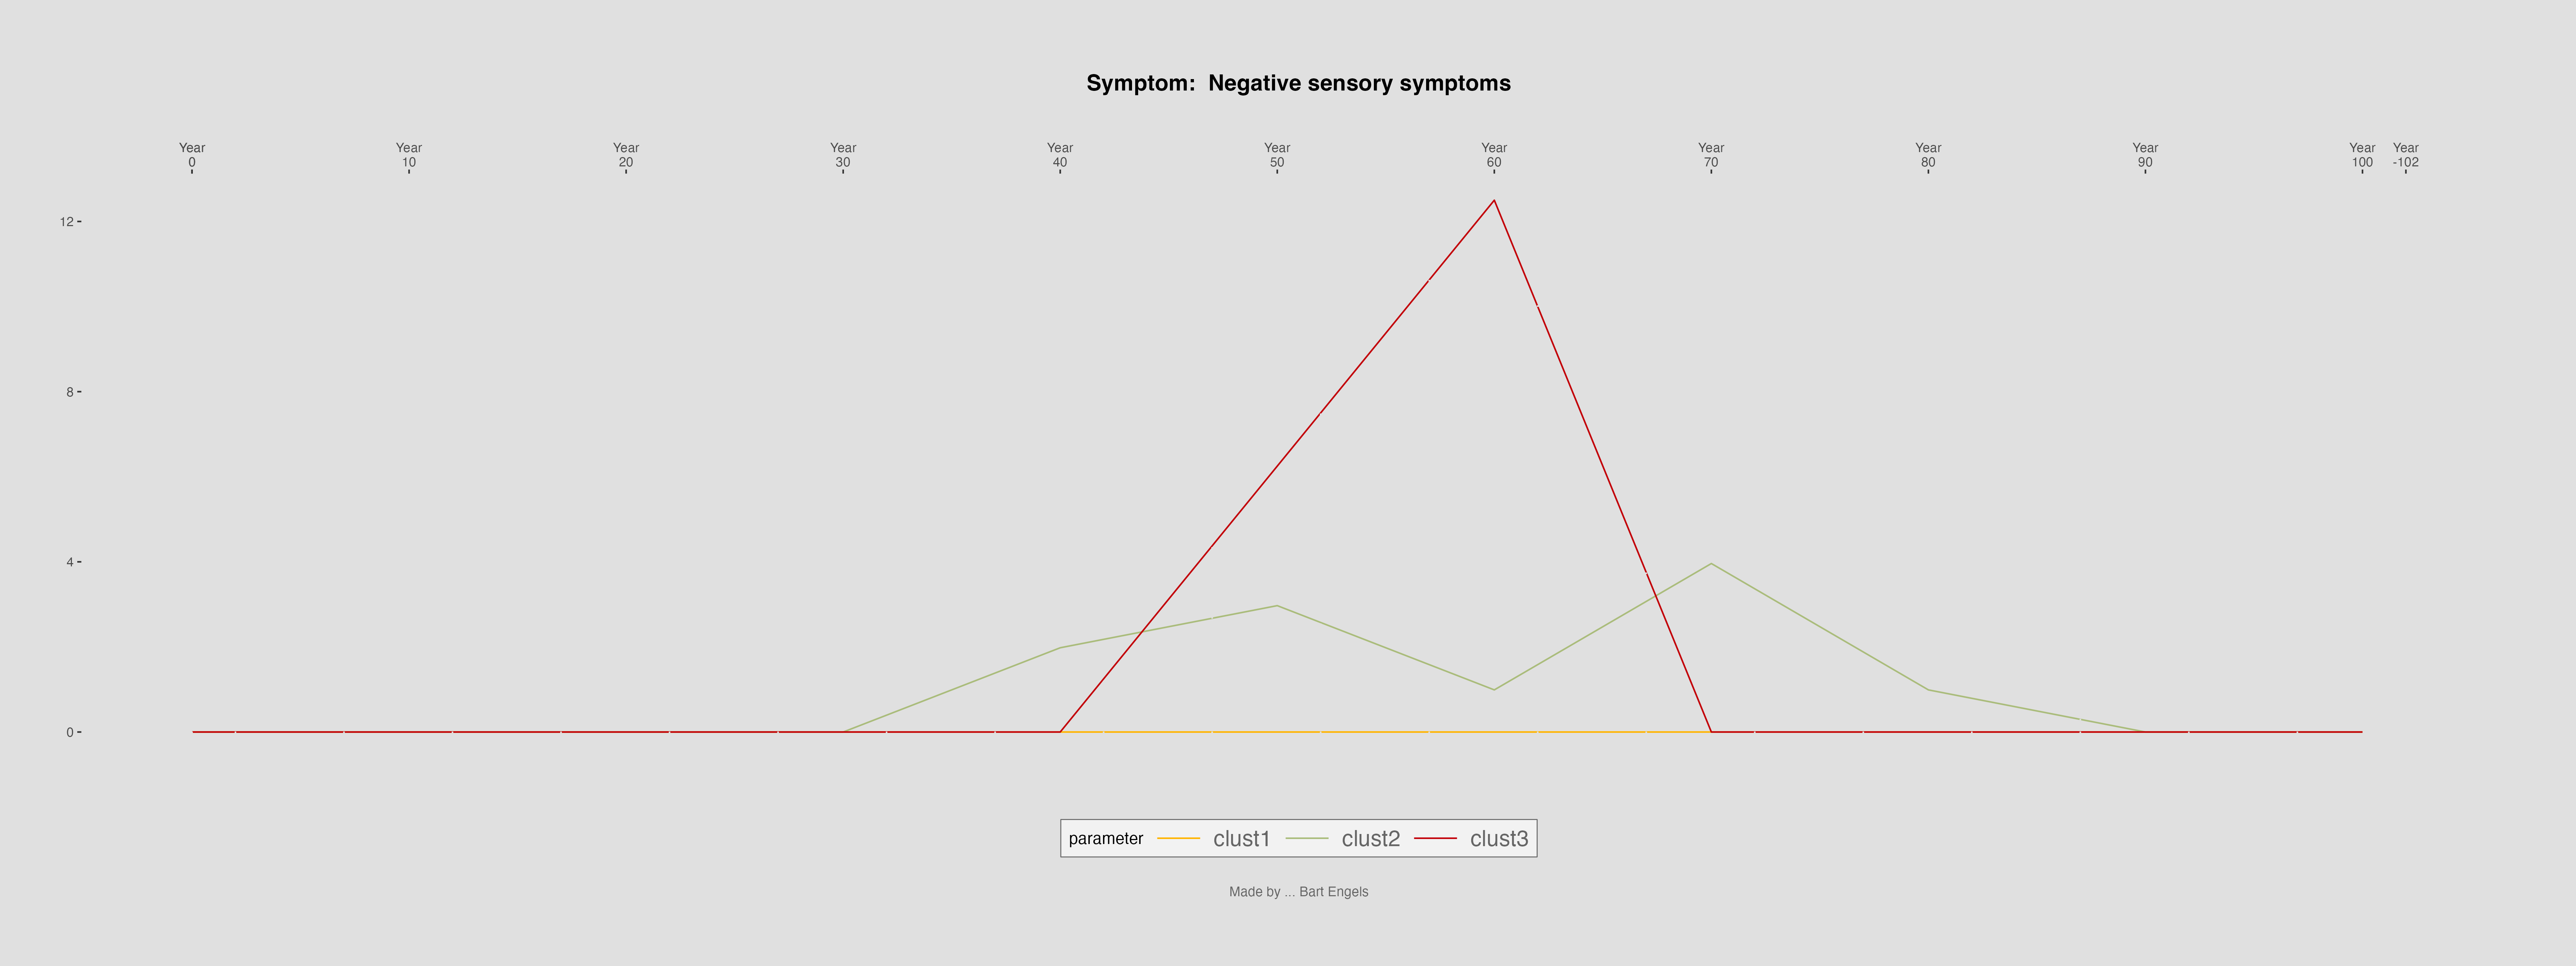 Symptom:  Negative sensory symptoms
Year Year Year Year Year Year Year Year Year Year Year Year
0 10 20 30 40 50 60 70 80 90 100 -102
12
8
4
0
parameter clust1 clust2 clust3
Made by ... Bart Engels